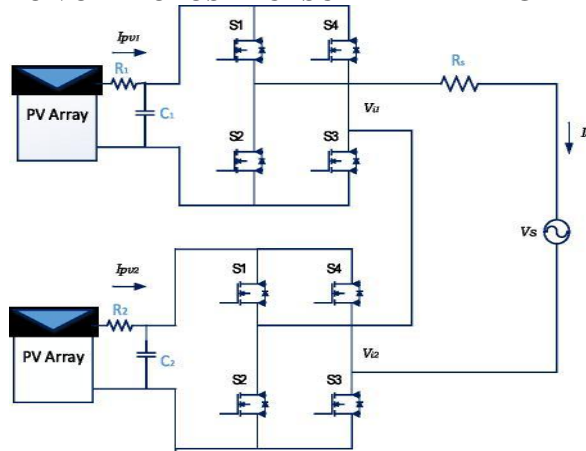 S1
S4
Ipv1
R1
Rs
PV Array
C1
Vi1
S2
S3
Vs
S1
S4
Ipv2
R2
PV Array
C2
Vi2
S2
S3